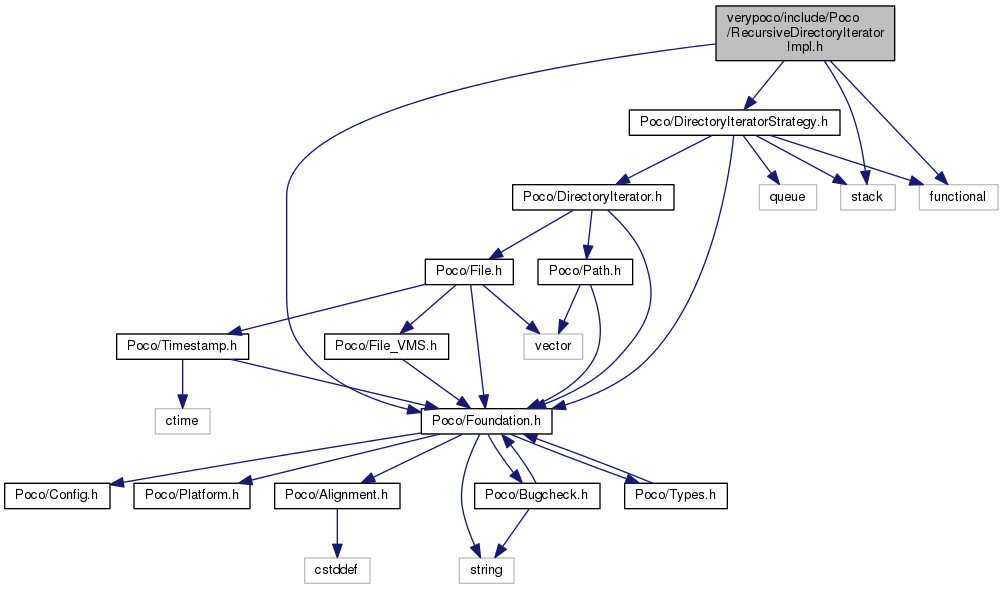 verypoco/include/Poco
/RecursiveDirectoryIterator
Impl.h
Poco/DirectoryIteratorStrategy.h
Poco/DirectoryIterator.h
queue
stack
functional
Poco/File.h
Poco/Path.h
Poco/Timestamp.h
Poco/File_VMS.h
vector
ctime
Poco/Foundation.h
Poco/Config.h
Poco/Platform.h
Poco/Alignment.h
Poco/Bugcheck.h
Poco/Types.h
cstddef
string